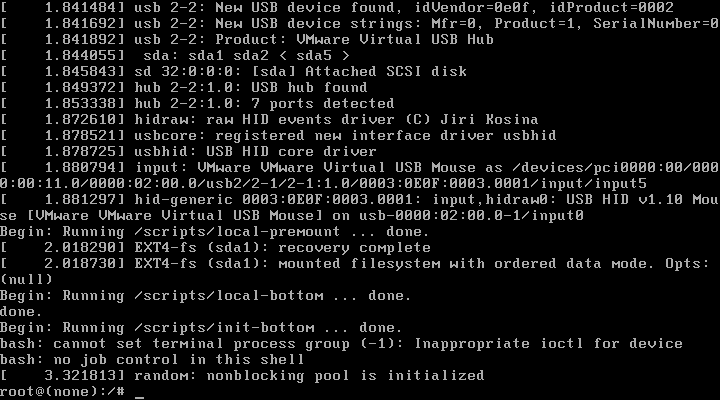 [    1.841484] usb 2-2: New USB device found, idVendor=0e0f, idProduct=0002
[    1.841692] usb 2-2: New USB device strings: Mfr=0, Product=1, SerialNumber=0
[    1.841892] usb 2-2: Product: VMware Virtual USB Hub
[    1.844055]  sda: sda1 sda2 < sda5 >
[    1.845843] sd 32:0:0:0: [sda] Attached SCSI disk
[    1.849372] hub 2-2:1.0: USB hub found
[    1.853338] hub 2-2:1.0: 7 ports detected
[    1.872610] hidraw: raw HID events driver (C) Jiri Kosina
[    1.878521] usbcore: registered new interface driver usbhid
[    1.878725] usbhid: USB HID core driver
[    1.880794] input: VMware VMware Virtual USB Mouse as /devices/pci0000:00/000
0:00:11.0/0000:02:00.0/usb2/2-1/2-1:1.0/0003:0E0F:0003.0001/input/input5
[    1.881297] hid-generic 0003:0E0F:0003.0001: input,hidraw0: USB HID v1.10 Mou
se [VMware VMware Virtual USB Mouse] on usb-0000:02:00.0-1/input0
Begin: Running /scripts/local-premount ... done.
[    2.018290] EXT4-fs (sda1): recovery complete
[    2.018730] EXT4-fs (sda1): mounted filesystem with ordered data mode. Opts:
(null)
Begin: Running /scripts/local-bottom ... done.
done.
Begin: Running /scripts/init-bottom ... done.
bash: cannot set terminal process group (-1): Inappropriate ioctl for device
bash: no job control in this shell
[    3.321813] random: nonblocking pool is initialized
root@(none):/# _